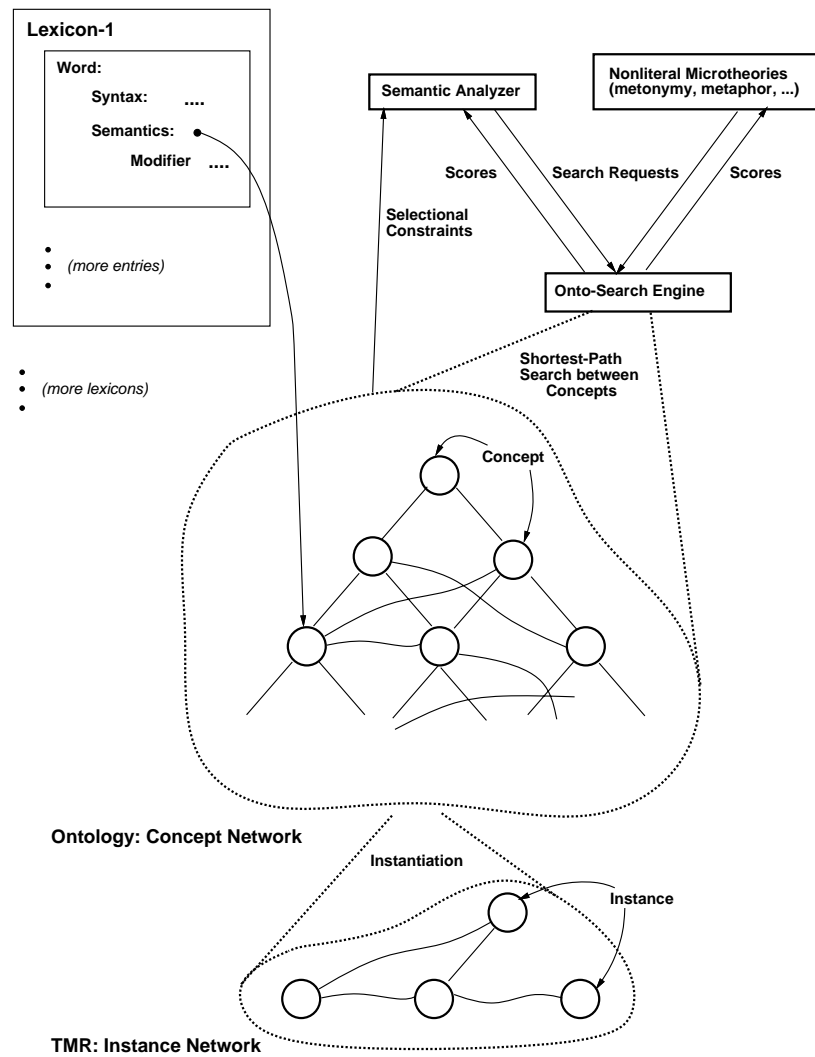 Lexicon-1
Word:
Syntax: ....
Semantics:
Modifier ....
(more entries)
(more lexicons)
Semantic Analyzer
Nonliteral Microtheories
(metonymy, metaphor, ...)
Scores
Search Requests
Scores
Selectional
Constraints
Onto-Search Engine
Shortest-Path
Search between
Concepts
Concept
Ontology: Concept Network
Instantiation
Instance
TMR: Instance Network